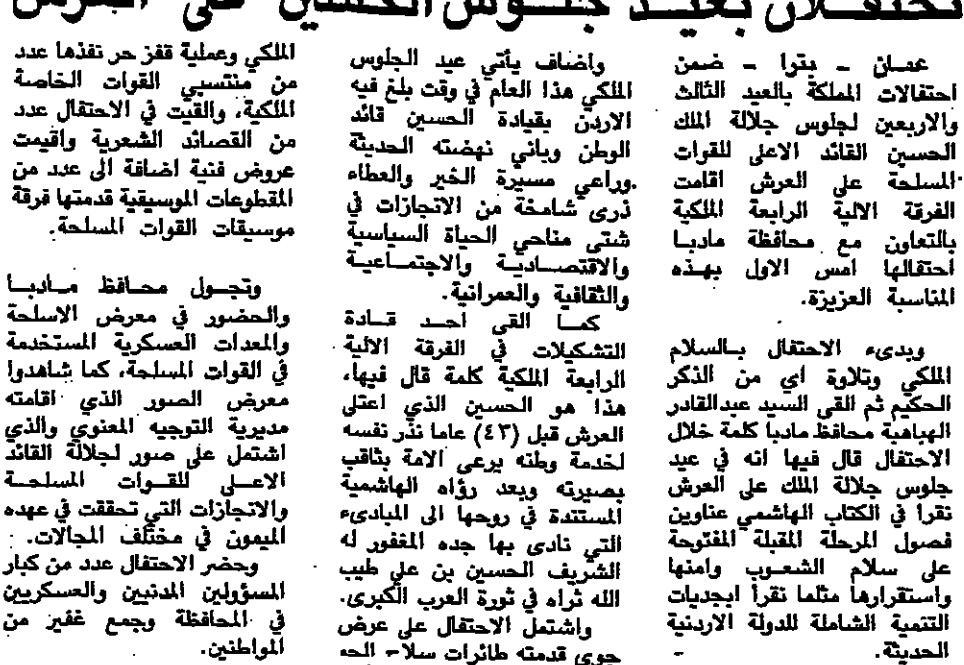 تحتفلان بعيد جلوس الحسين على العرش
عمان - بترا - ضمن
احتفالات المملكة بالعيد الثالث
والاربعين لجلوس جلالة الملك
الحسين القائد الاعلى للقوات
المسلحة على العرش اقامت
الفرقة الالية الرابعة الملكية
بالتعاون مع محافظة مادبا
احتفالها امس الاول بهذه
المناسبة العزيزة.
وبدىء الاحتفال بالسلام
الملكي وتلاوة اي من الذكر
الحكيم ثم القى السيد عبدالقادر
الهباهبة محافظ مادبا كلمة خلال
الاحتفال قال فيها انه في عيد
جلوس جلالة الملك على العرش
نقرا في الكتاب الهاشمي عناوين
فصول المرحلة المقبلة المفتوحة
على سلام الشعوب وامنها
واستقرارها مثلما نقرأ ابجديات
التنمية الشاملة للدولة الاردنية
الحديثة.
واضاف يأتي عيد الجلوس
الملكي هذا العام في وقت بلغ فيه
الاردن بقيادة الحسين قائد
الوطن وباني نهضته الحديثة
وراعي مسيرة الخير والعطاء
ذرى شامخة من الانجازات في
شتى مناحي الحياة السياسية
والاقتصادية والاجتماعية
والثقافية والعمرانية.
كما القى احد قادة
التشكيلات في الفرقة الالية
الرابعة الملكية كلمة قال فيها،
هذا هو الحسين الذي اعتلى
العرش قبل (٤٣) عاما نذر نفسه
لخدمة وطنه يرعى الامة بثاقب
بصيرته وبعد رؤاه الهاشمية
المستندة في روحها الى المبادىء
التي نادى بها جده المغفور له
الشريف الحسين بن علي طيب
الله ثراه في ثورة العرب الكبرى.
واشتمل الاحتفال على عرض
جوي قدمته طائرات سلاح
الملكي وعملية قفز حر نفذها عدد
من منتسبي القوات الخاصة
الملكية، والقيت في الاحتفال عدد
من القصائد الشعرية واقيمت
عروض فنية اضافة الى عدد من
المقطوعات الموسيقية قدمتها فرقة
موسيقات القوات المسلحة.
وتجول محافظ مادبا
والحضور في معرض الاسلحة
والمعدات العسكرية المستخدمة
في القوات المسلحة، كما شاهدوا
معرض الصور الذي اقامته
مديرية التوجيه المعنوي والذي
اشتمل على صور لجلالة القائد
الاعلى للقوات المسلحة
والانجازات التي تحققت في عهده
الميمون في مختلف المجالات.
وحضر الاحتفال عدد من كبار
المسؤولين المدنيين والعسكريين
في المحافظة وجمع غفير من
المواطنين.